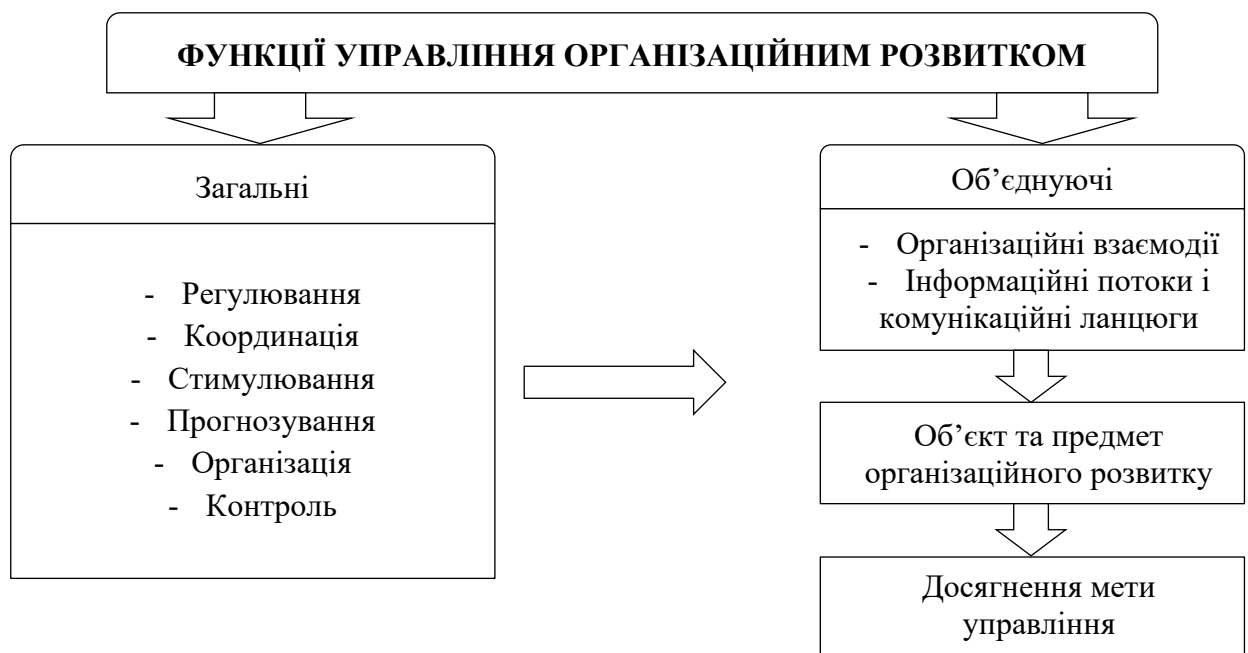 ФУНКЦІЇ УПРАВЛІННЯ ОРГАНІЗАЦІЙНИМ РОЗВИТКОМ
Загальні
- Регулювання
- Координація
- Стимулювання
- Прогнозування
- Організація
- Контроль
Об’єднуючі
- Організаційні взаємодії
- Інформаційні потоки і
комунікаційні ланцюги
Об’єкт та предмет
організаційного розвитку
Досягнення мети
управління